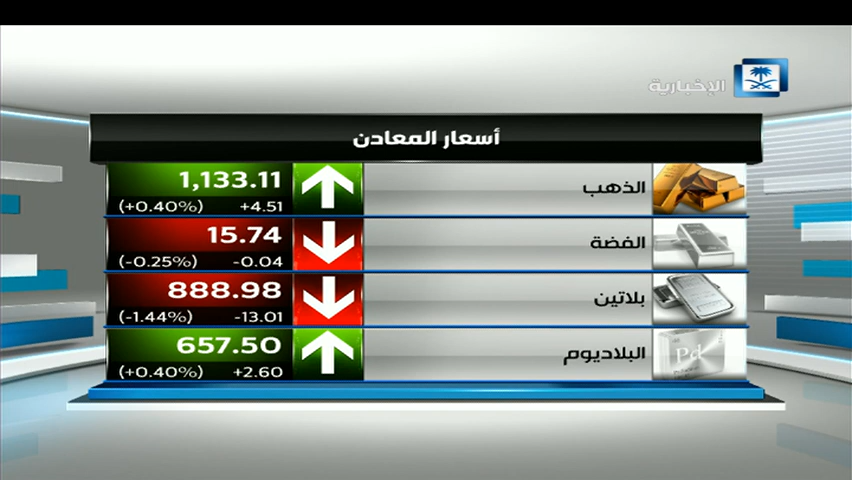 الإخبارية
أسعار المعادن
الذهب
1,133.11
(+0.40%) +4.51
الفضة
15.74
(-0.25%) -0.04
بلاتين
888.98
(-1.44%) -13.01
البلاديوم
657.50
(+0.40%) +2.60
Pd